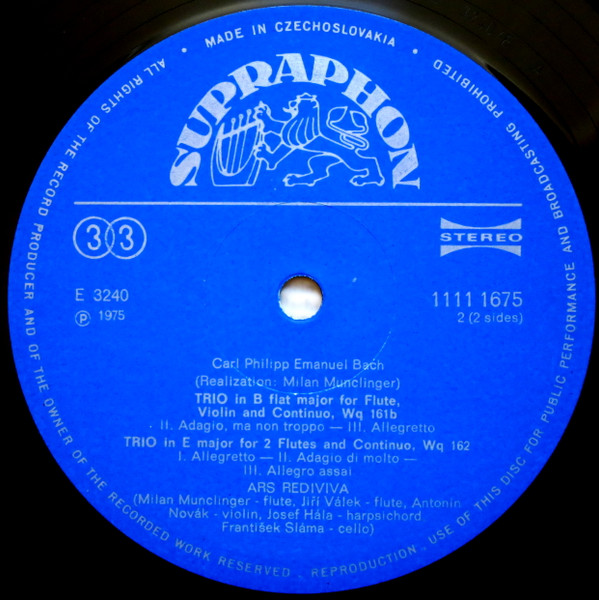 MADE IN CZECHOSLOVAKIA
SUPRAPHON
33
STEREO
E 3240
Ⓟ 1975
1111 1675
2 (2 sides)
Carl Philipp Emanuel Bach
(Realization: Milan Munclinger)
TRIO in B flat major for Flute,
Violin and Continuo, Wq 161b
II. Adagio, ma non troppo — III. Allegretto
TRIO in E major for 2 Flutes and Continuo, Wq 162
I. Allegretto — II. Adagio di molto —
III. Allegro assai
ARS REDIVIVA
(Milan Munclinger - flute, Jiří Válek - flute, Antonín
Novák - violin, Josef Hála - harpsichord
František Sláma - cello)
ALL RIGHTS OF THE RECORD PRODUCER AND OF THE OWNER OF THE RECORDED WORK RESERVED - REPRODUCTION - USE OF THIS DISC FOR PUBLIC PERFORMANCE AND BROADCASTING PROHIBITED